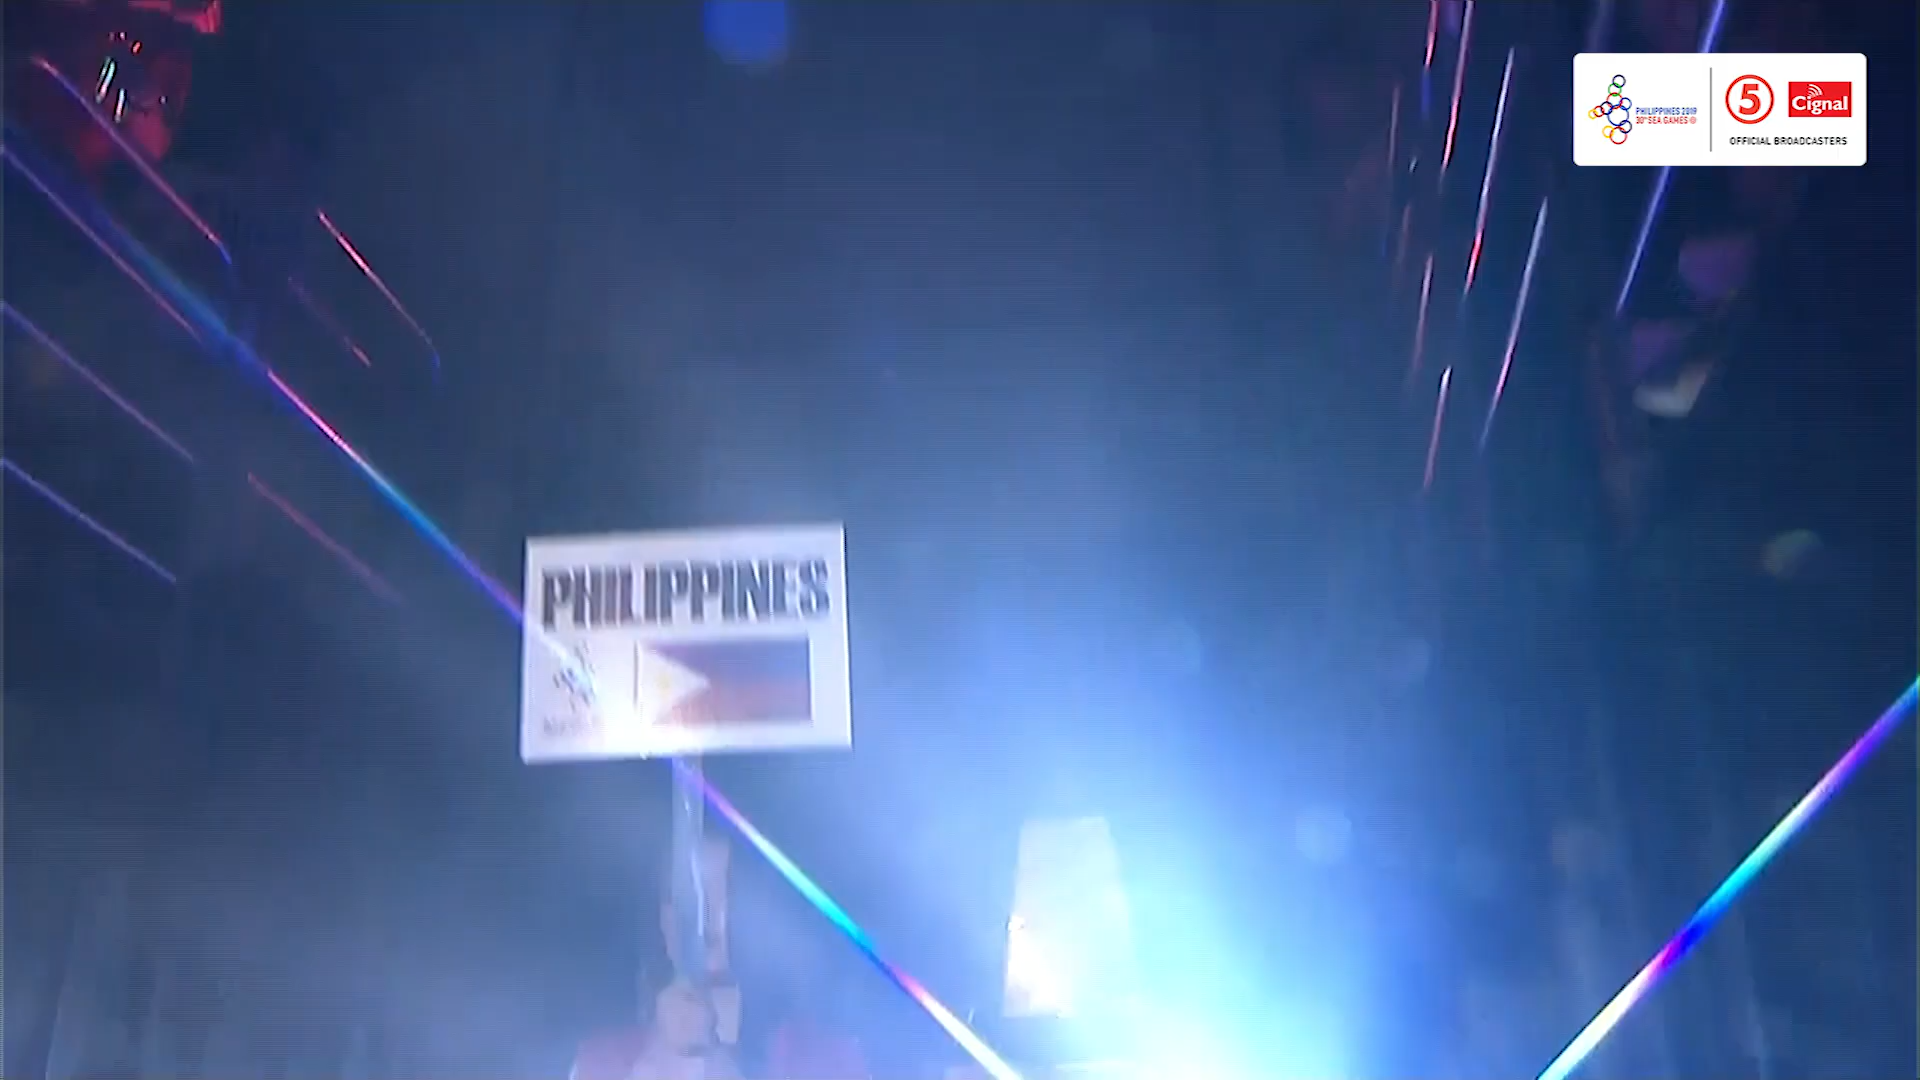 PHILIPPINES 2019
30TH SEA GAMES
5
Cignal
OFFICIAL BROADCASTERS
PHILIPPINES